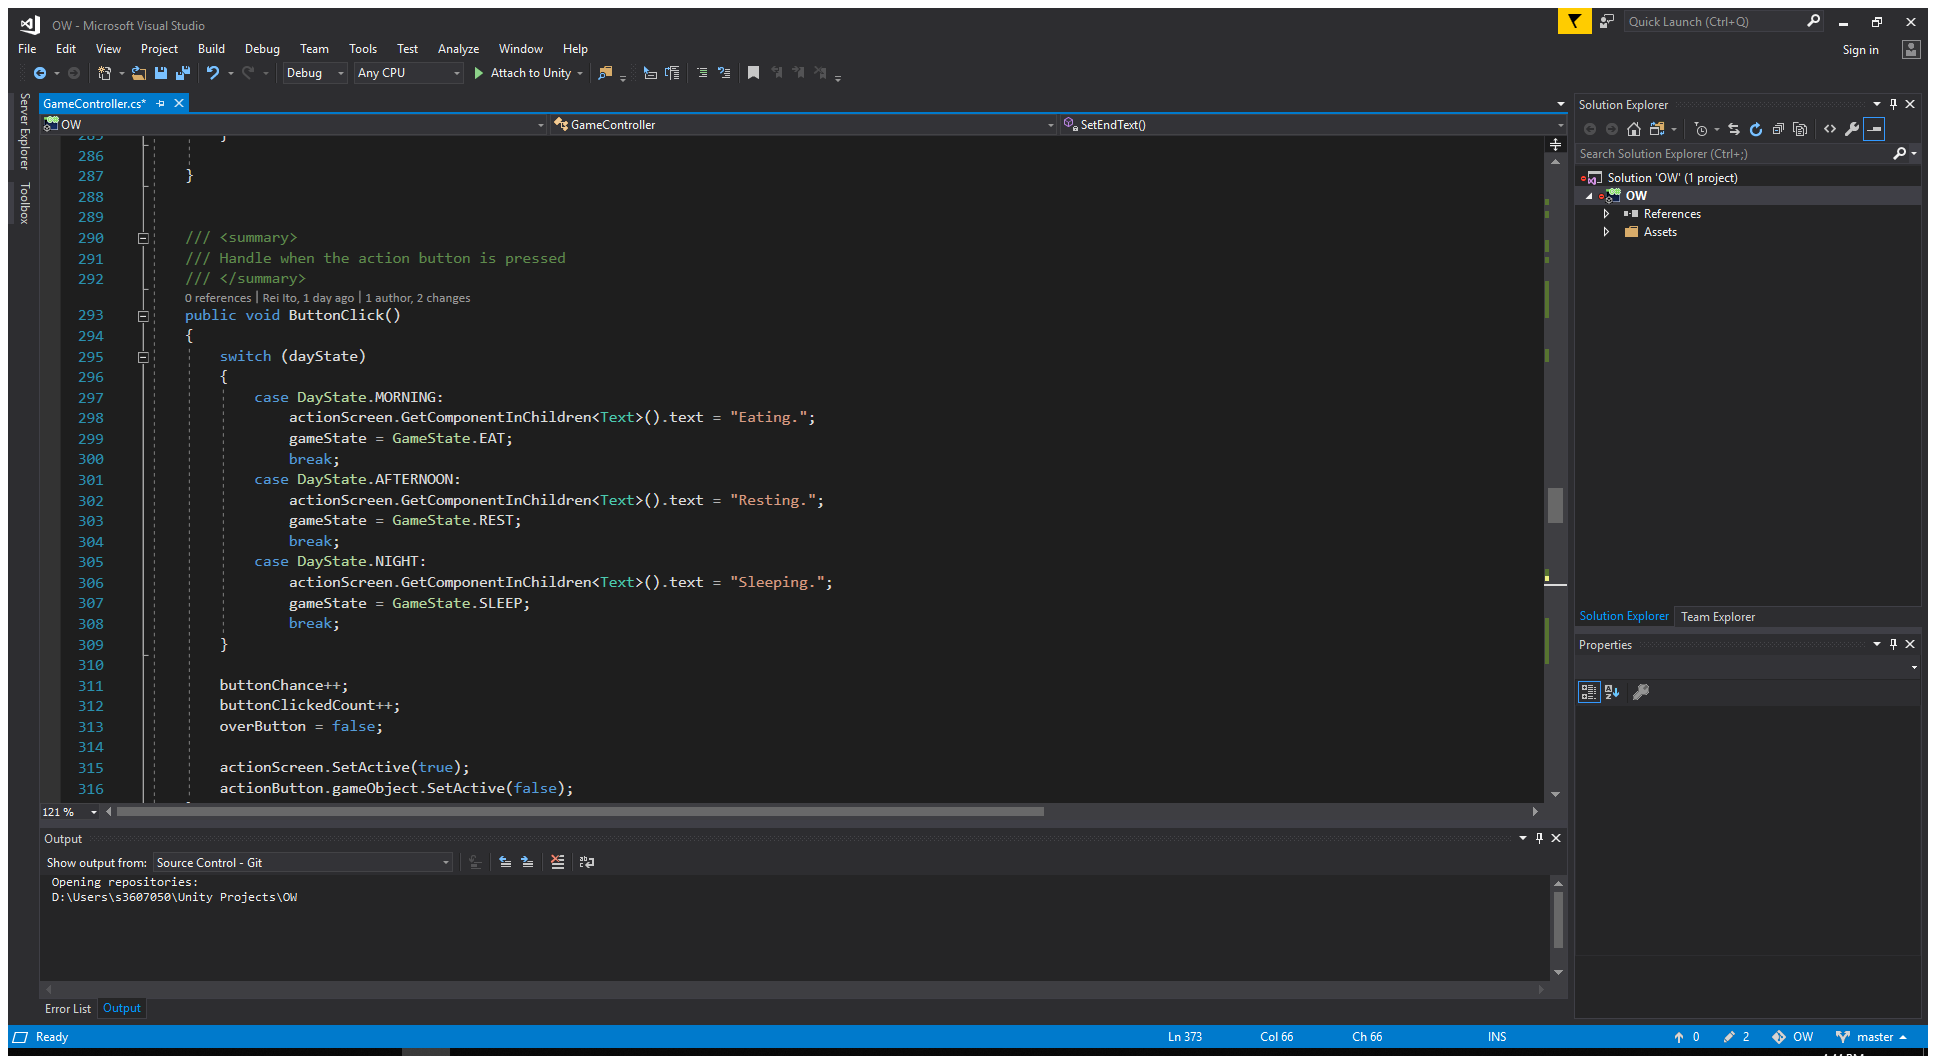 OW - Microsoft Visual Studio
Quick Launch (Ctrl+Q)
File Edit View Project Build Debug Team Tools Test Analyze Window Help
Sign in
Debug Any CPU Attach to Unity
Server Explorer
Toolbox
GameController.cs*
OW GameController SetEndText()
285 }
286
287 }
288
289
290 /// <summary>
291 /// Handle when the action button is pressed
292 /// </summary>
0 references | Rei Ito, 1 day ago | 1 author, 2 changes
293 public void ButtonClick()
294 {
295 switch (dayState)
296 {
297 case DayState.MORNING:
298 actionScreen.GetComponentInChildren<Text>().text = "Eating.";
299 gameState = GameState.EAT;
300 break;
301 case DayState.AFTERNOON:
302 actionScreen.GetComponentInChildren<Text>().text = "Resting.";
303 gameState = GameState.REST;
304 break;
305 case DayState.NIGHT:
306 actionScreen.GetComponentInChildren<Text>().text = "Sleeping.";
307 gameState = GameState.SLEEP;
308 break;
309 }
310
311 buttonChance++;
312 buttonClickedCount++;
313 overButton = false;
314
315 actionScreen.SetActive(true);
316 actionButton.gameObject.SetActive(false);
121 %
Output
Show output from: Source Control - Git
Opening repositories:
D:\Users\s3607050\Unity Projects\OW
Error List Output
Solution Explorer
Search Solution Explorer (Ctrl+;)
Solution 'OW' (1 project)
OW
References
Assets
Solution Explorer Team Explorer
Properties
Ready Ln 373 Col 66 Ch 66 INS 0 2 OW master